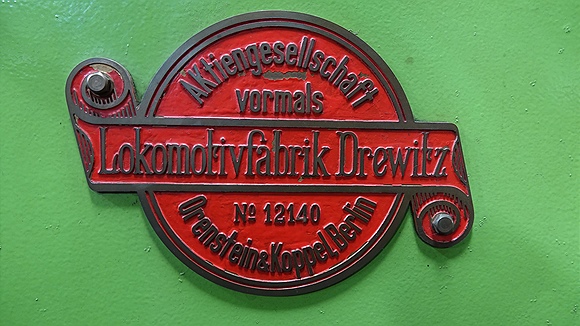 Aktiengesellschaft
vormals
Lokomotivfabrik Drewitz
No 12140
Orenstein&Koppel, Berlin